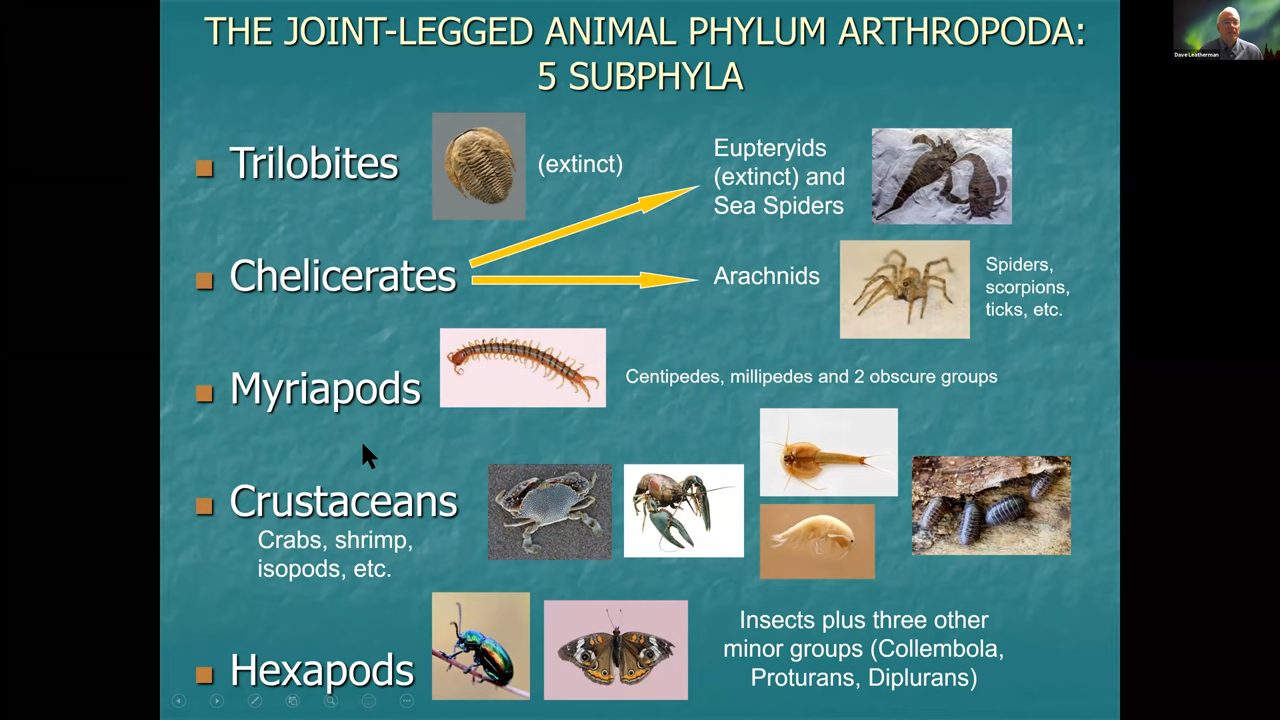 THE JOINT-LEGGED ANIMAL PHYLUM ARTHROPODA:
5 SUBPHYLA
Dave Leatherman
Trilobites
(extinct)
Eupteryids
(extinct) and
Sea Spiders
Chelicerates
Arachnids
Spiders,
scorpions,
ticks, etc.
Myriapods
Centipedes, millipedes and 2 obscure groups
Crustaceans
Crabs, shrimp,
isopods, etc.
Hexapods
Insects plus three other
minor groups (Collembola,
Proturans, Diplurans)